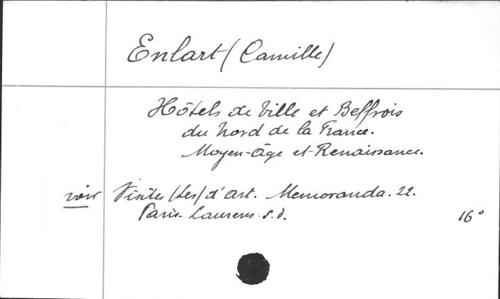 Enlart (Camille)
Hôtels de Ville et Beffrois
du Nord de la France.
Moyen-âge et Renaissance.
voir Visites (Les) d'art. Memoranda. 22.
Paris Laurens s.d. 16°